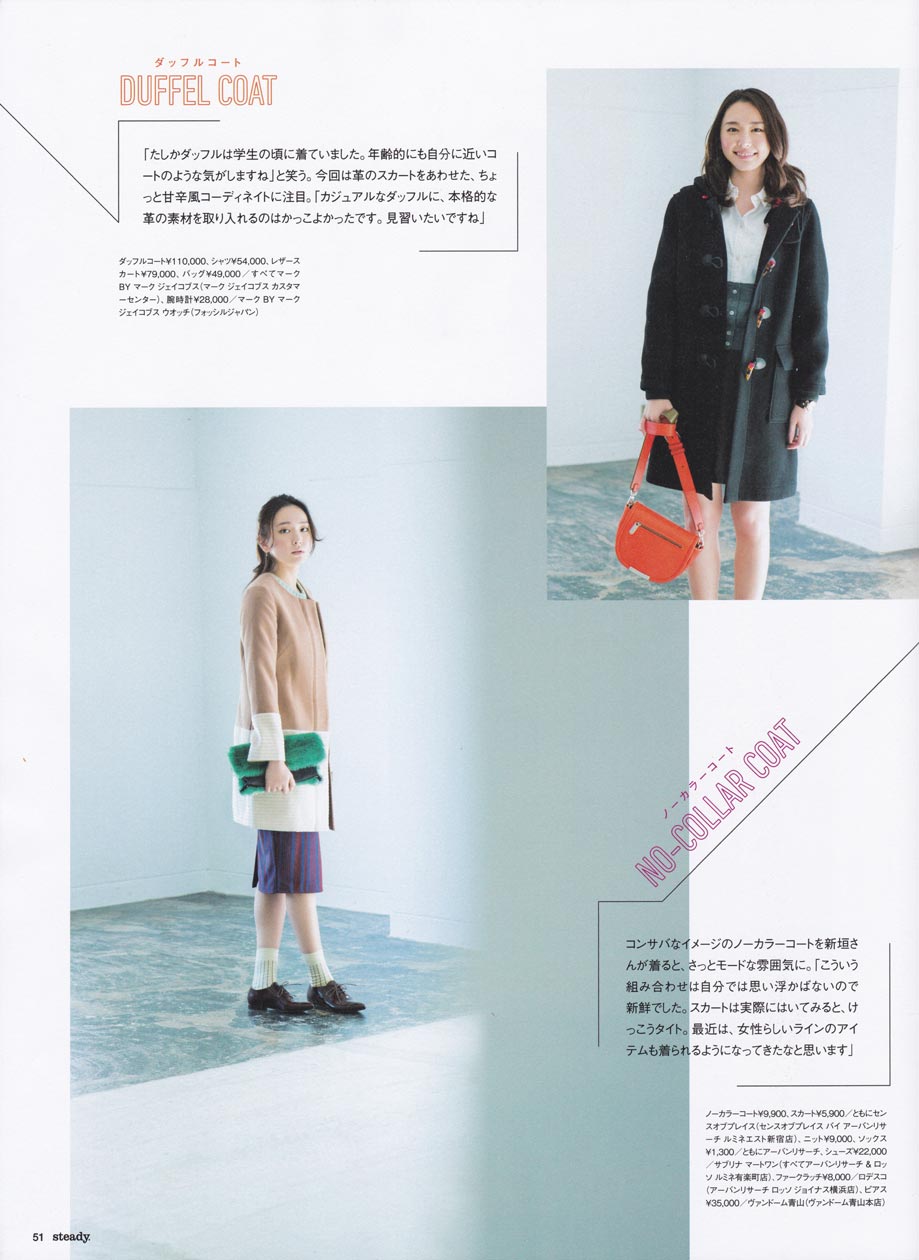 ダッフルコート
DUFFEL COAT
「たしかダッフルは学生の頃に着ていました。年齢的にも自分に近いコ
ートのような気がしますね」と笑う。今回は革のスカートをあわせた、ちょ
っと甘辛風コーディネイトに注目。「カジュアルなダッフルに、本格的な
革の素材を取り入れるのはかっこよかったです。見習いたいですね」
ダッフルコート¥110,000、シャツ¥54,000、レザース
カート¥79,000、バッグ¥49,000／すべてマーク
BY マーク ジェイコブス（マーク ジェイコブス カスタマ
ーセンター）、腕時計¥28,000／マーク BY マーク
ジェイコブス ウオッチ（フォッシルジャパン）
ノーカラーコート
NO-COLLAR COAT
コンサバなイメージのノーカラーコートを新垣さ
んが着ると、さっとモードな雰囲気に。「こういう
組み合わせは自分では思い浮かばないので
新鮮でした。スカートは実際にはいてみると、け
っこうタイト。最近は、女性らしいラインのアイ
テムも着られるようになってきたなと思います」
ノーカラーコート¥9,900、スカート¥5,900／ともにセン
スオブプレイス（センスオブプレイス バイ アーバンリサ
ーチ ルミネエスト新宿店）、ニット¥9,000、ソックス
¥1,300／ともにアーバンリサーチ、シューズ¥22,000
／サブリナ マートワン（すべてアーバンリサーチ & ロッ
ソ ルミネ有楽町店）、ファークラッチ¥8,000／ロデスコ
（アーバンリサーチ ロッソ ジョイナス横浜店）、ピアス
¥35,000／ヴァンドーム青山（ヴァンドーム青山本店）
51 steady.